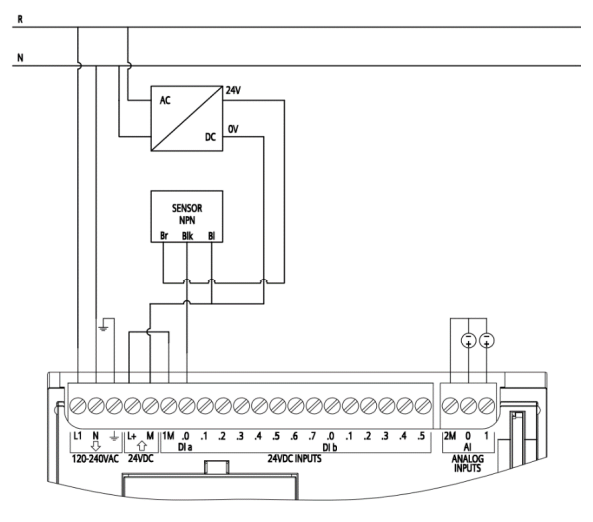 R
N
AC
24V
DC
0V
SENSOR
NPN
Br Blk Bl
L1 N L+ M 1M .0 .1 .2 .3 .4 .5 .6 .7 .0 .1 .2 .3 .4 .5 2M 0 1
DI a DI b AI
120-240VAC 24VDC 24VDC INPUTS ANALOG
INPUTS